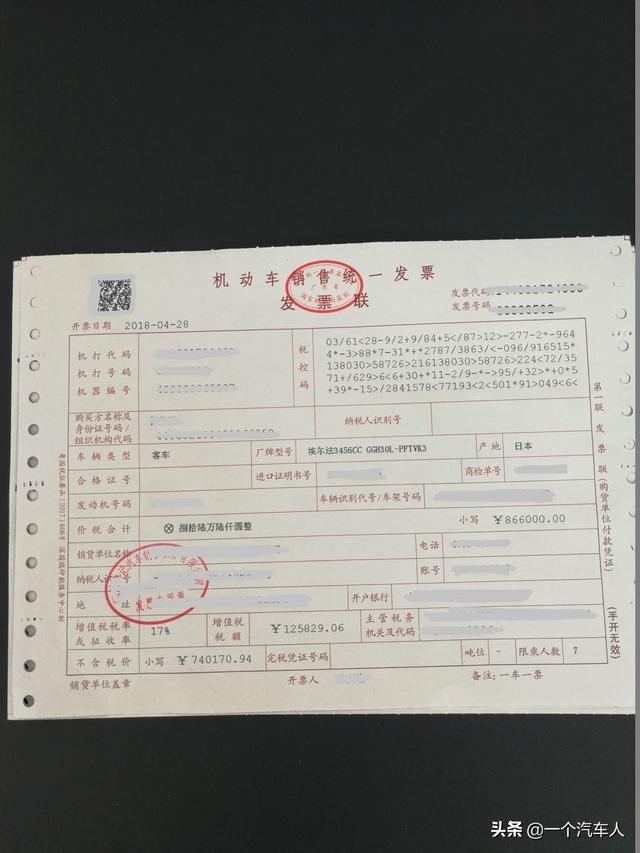 机动车销售统一发票
发票联
发票代码
发票号码
开票日期 2018-04-28
机打代码
机打号码
机器编号
税控码
03/61<28-9/2+9/84+5</87>12>-277-2*-964
4*-3>88*7-31*+*2787/3863/<-096/916515*
138030>58726>216138030>58726>224<72/35
71+/629>6<6+30+*11-2/9-*->95/+32>*+0*5
+39*-15>/2841578<77193<2<501*91>049<6<
购买方名称及
身份证号码/
组织机构代码
纳税人识别号
车辆类型 客车 厂牌型号 埃尔法3456CC GGH30L-PFTVK3 产地 日本
合格证号 进口证明书号 商检单号
发动机号码 车辆识别代号/车架号码
价税合计 ⊗ 捌拾陆万陆仟圆整 小写 ¥866000.00
销货单位名称 电话
纳税人识别号 账号
地址 开户银行
增值税税率
或征收率
17%
增值税
税额
¥125829.06
主管税务
机关及代码
不含税价 小写 ¥740170.94 完税凭证号码 吨位 - 限乘人数 7
销货单位盖章 开票人 备注:一车一票
第一联 发票联(购货单位付款凭证)
(手开无效)
头条@一个汽车人